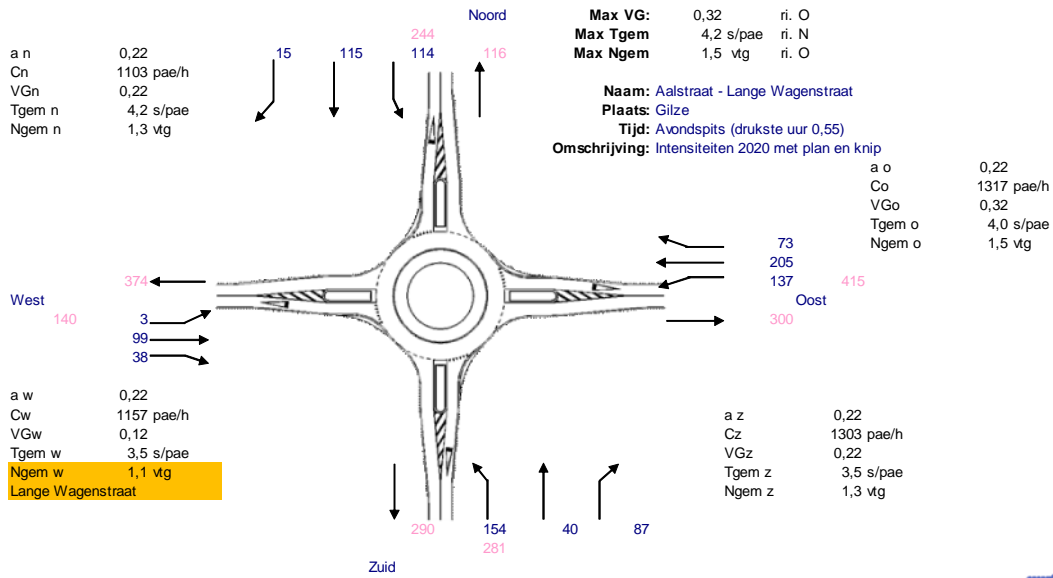 Noord
Max VG: 0,32 ri. O
Max Tgem 4,2 s/pae ri. N
Max Ngem 1,5 vtg ri. O
Naam: Aalstraat - Lange Wagenstraat
Plaats: Gilze
Tijd: Avondspits (drukste uur 0,55)
Omschrijving: Intensiteiten 2020 met plan en knip
244
15 115 114 116
a n 0,22
Cn 1103 pae/h
VGn 0,22
Tgem n 4,2 s/pae
Ngem n 1,3 vtg
a o 0,22
Co 1317 pae/h
VGo 0,32
Tgem o 4,0 s/pae
Ngem o 1,5 vtg
73
205
137 415
Oost
300
374
West
140 3
99
38
a w 0,22
Cw 1157 pae/h
VGw 0,12
Tgem w 3,5 s/pae
Ngem w 1,1 vtg
Lange Wagenstraat
a z 0,22
Cz 1303 pae/h
VGz 0,22
Tgem z 3,5 s/pae
Ngem z 1,3 vtg
290 154 40 87
281
Zuid